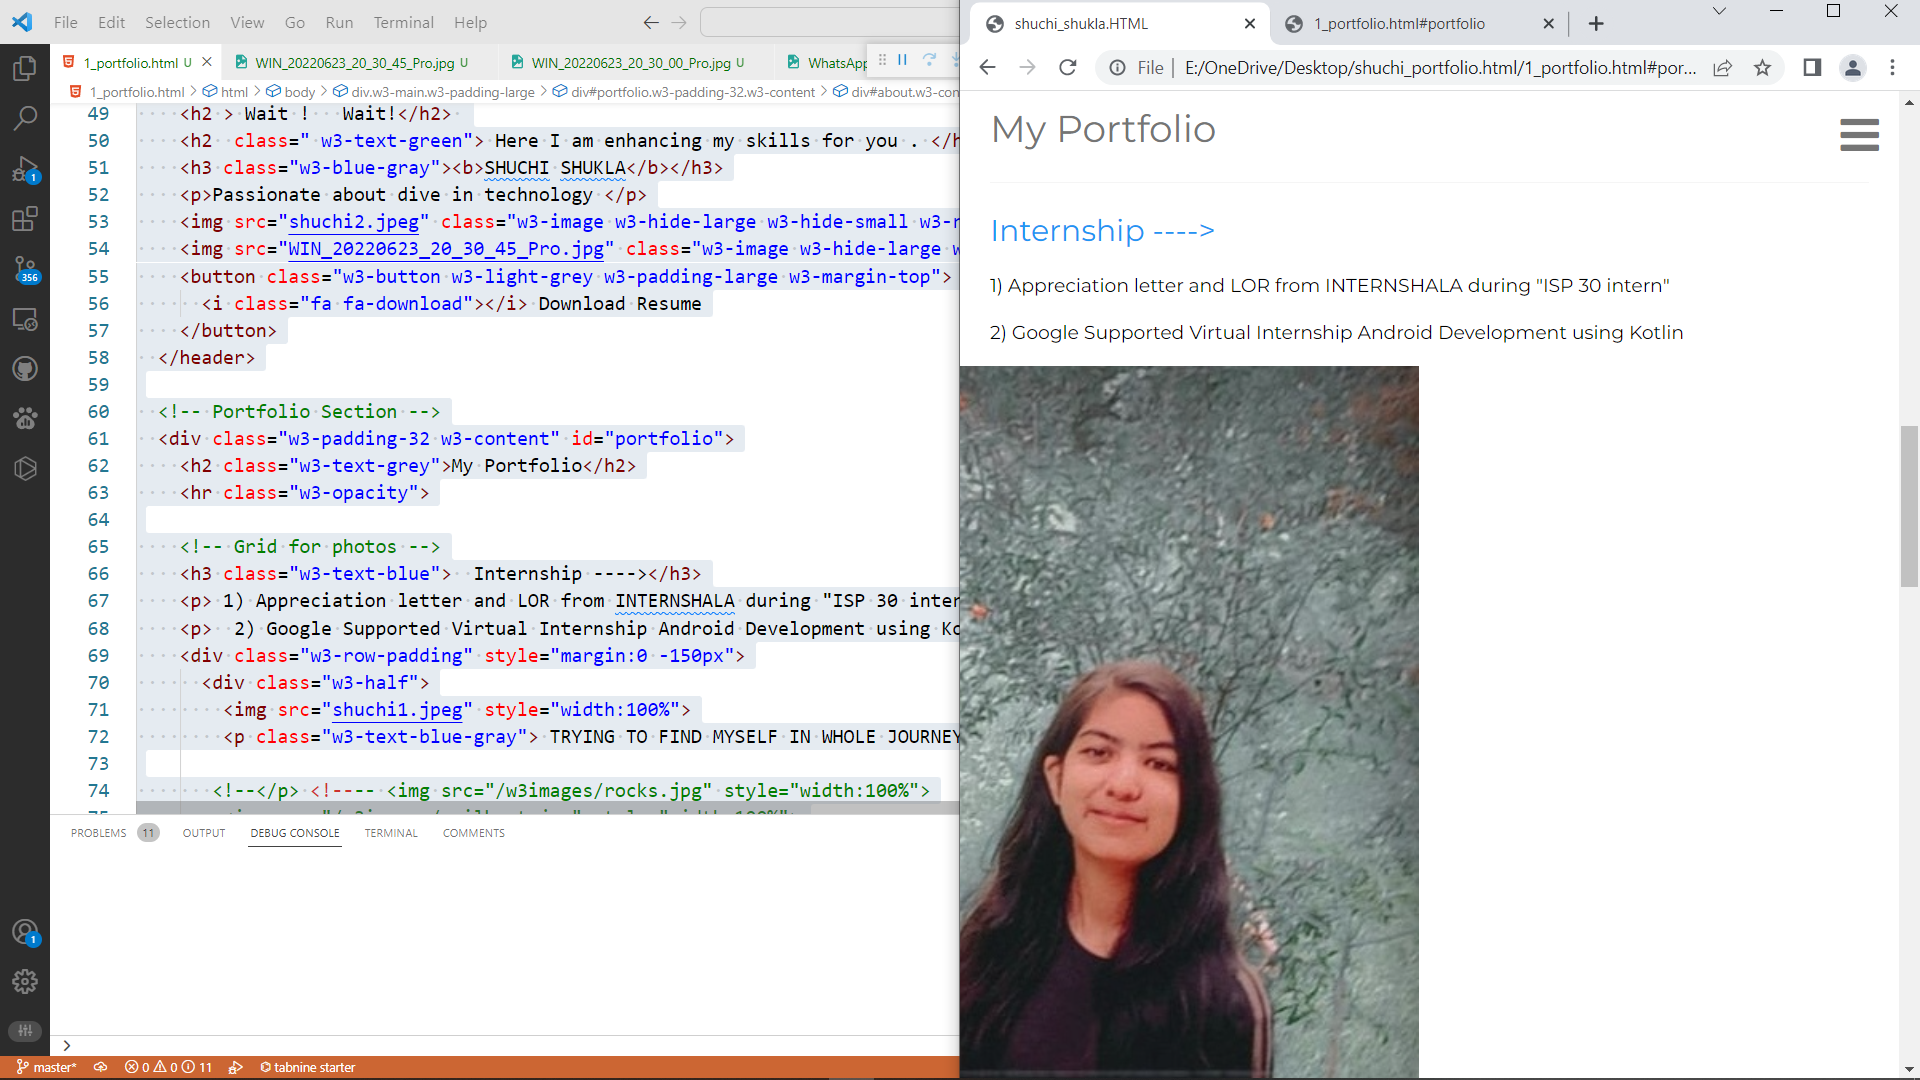 File Edit Selection View Go Run Terminal Help
1_portfolio.html U
WIN_20220623_20_30_45_Pro.jpg U
WIN_20220623_20_30_00_Pro.jpg U
WhatsApp
1_portfolio.html > html > body > div.w3-main.w3-padding-large > div#portfolio.w3-padding-32.w3-content > div#about.w3-con
49 <h2 > Wait ! Wait!</h2>
50 <h2 class=" w3-text-green"> Here I am enhancing my skills for you . </h
51 <h3 class="w3-blue-gray"><b>SHUCHI SHUKLA</b></h3>
52 <p>Passionate about dive in technology </p>
53 <img src="shuchi2.jpeg" class="w3-image w3-hide-large w3-hide-small w3-r
54 <img src="WIN_20220623_20_30_45_Pro.jpg" class="w3-image w3-hide-large w
55 <button class="w3-button w3-light-grey w3-padding-large w3-margin-top">
56 <i class="fa fa-download"></i> Download Resume
57 </button>
58 </header>
59
60 <!-- Portfolio Section -->
61 <div class="w3-padding-32 w3-content" id="portfolio">
62 <h2 class="w3-text-grey">My Portfolio</h2>
63 <hr class="w3-opacity">
64
65 <!-- Grid for photos -->
66 <h3 class="w3-text-blue"> Internship ----></h3>
67 <p> 1) Appreciation letter and LOR from INTERNSHALA during "ISP 30 inter
68 <p> 2) Google Supported Virtual Internship Android Development using Ko
69 <div class="w3-row-padding" style="margin:0 -150px">
70 <div class="w3-half">
71 <img src="shuchi1.jpeg" style="width:100%">
72 <p class="w3-text-blue-gray"> TRYING TO FIND MYSELF IN WHOLE JOURNEY
73
74 <!--</p> <!---- <img src="/w3images/rocks.jpg" style="width:100%">
PROBLEMS 11 OUTPUT DEBUG CONSOLE TERMINAL COMMENTS
1
356
1
>
master* 0 0 11 tabnine starter
shuchi_shukla.HTML
1_portfolio.html#portfolio
File | E:/OneDrive/Desktop/shuchi_portfolio.html/1_portfolio.html#por...
My Portfolio
Internship ---->
1) Appreciation letter and LOR from INTERNSHALA during "ISP 30 intern"
2) Google Supported Virtual Internship Android Development using Kotlin